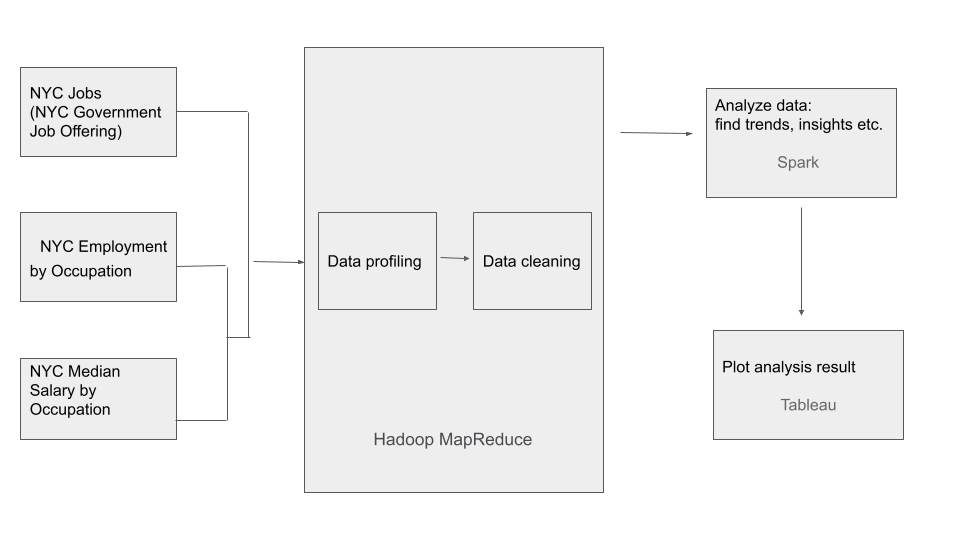 NYC Jobs
(NYC Government
Job Offering)
NYC Employment
by Occupation
NYC Median
Salary by
Occupation
Data profiling
Data cleaning
Hadoop MapReduce
Analyze data:
find trends, insights etc.
Spark
Plot analysis result
Tableau